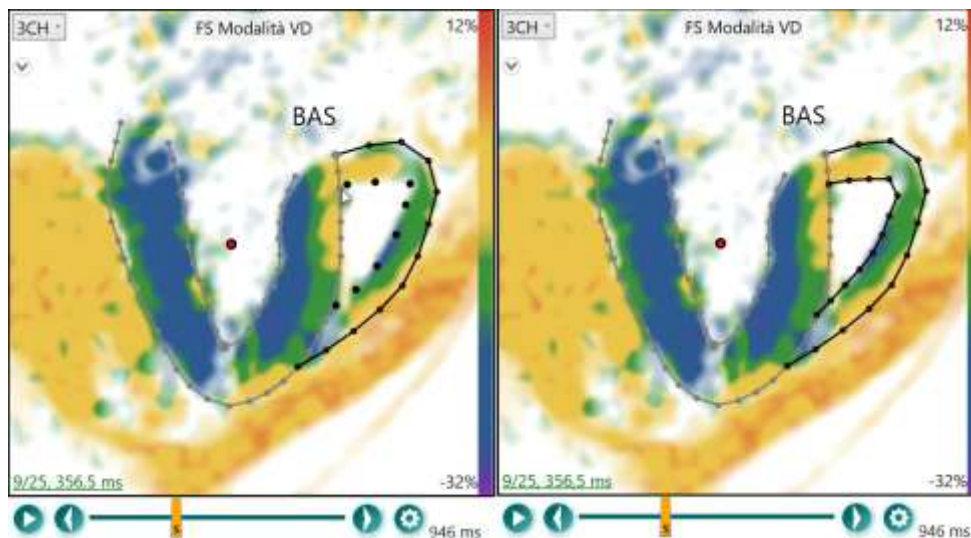 3CH FS Modalità VD 12%
BAS
9/25, 356.5 ms -32%
S
946 ms
3CH FS Modalità VD 12%
BAS
9/25, 356.5 ms -32%
S
946 ms